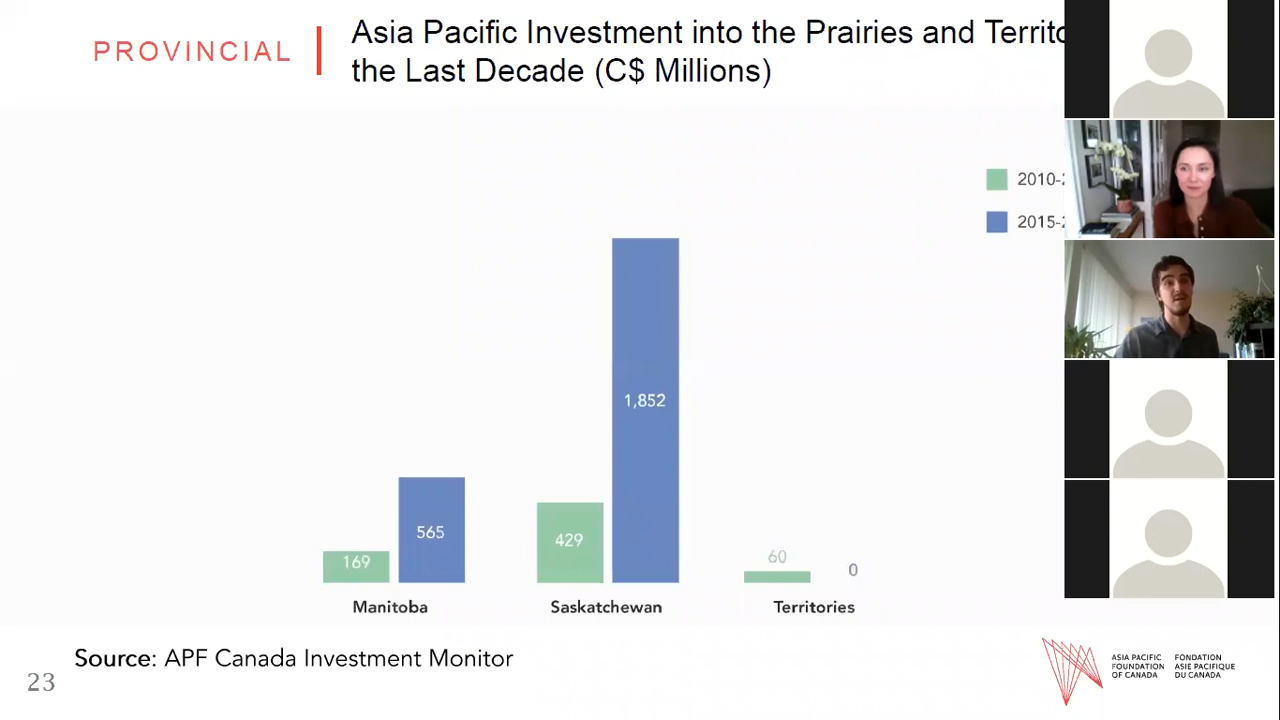 PROVINCIAL
Asia Pacific Investment into the Prairies and
the Last Decade (C$ Millions)
2010-
2015-
1,852
565
429
169
60
0
Manitoba Saskatchewan Territories
Source: APF Canada Investment Monitor
23
ASIA PACIFIC
FOUNDATION
OF CANADA
FONDATION
ASIE PACIFIQUE
DU CANADA